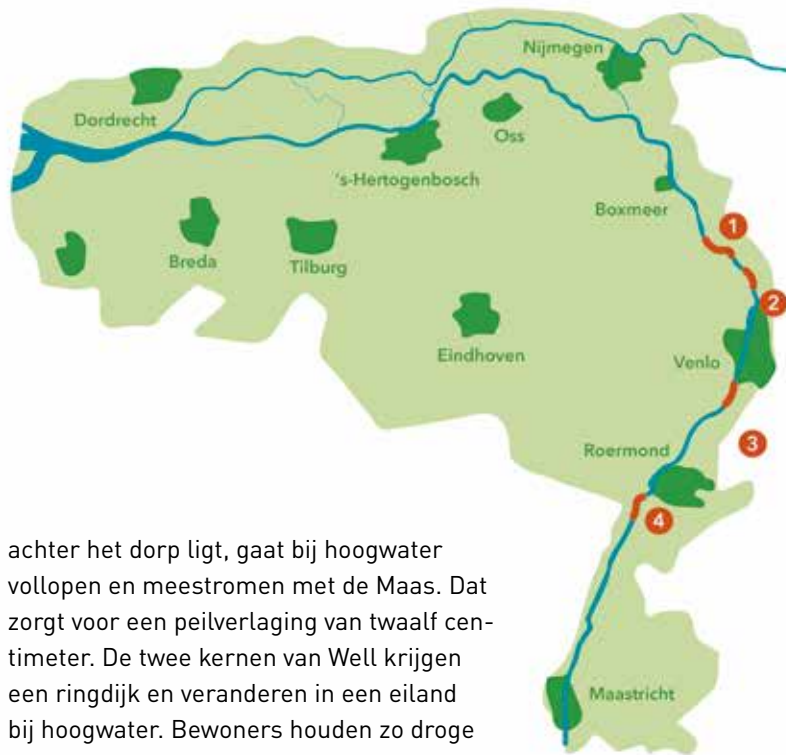 Nijmegen
Dordrecht
Oss
's-Hertogenbosch
Boxmeer
1
Breda
Tilburg
2
Eindhoven
Venlo
3
Roermond
4
Maastricht
achter het dorp ligt, gaat bij hoogwater
vollopen en meestromen met de Maas. Dat
zorgt voor een peilverlaging van twaalf cen-
timeter. De twee kernen van Well krijgen
een ringdijk en veranderen in een eiland
bij hoogwater. Bewoners houden zo droge